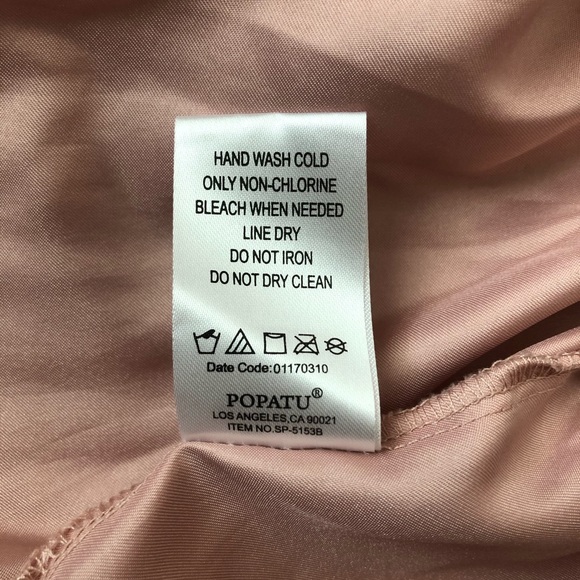 HAND WASH COLD
ONLY NON-CHLORINE
BLEACH WHEN NEEDED
LINE DRY
DO NOT IRON
DO NOT DRY CLEAN
Date Code:01170310
POPATU®
LOS ANGELES,CA 90021
ITEM NO.SP-5153B